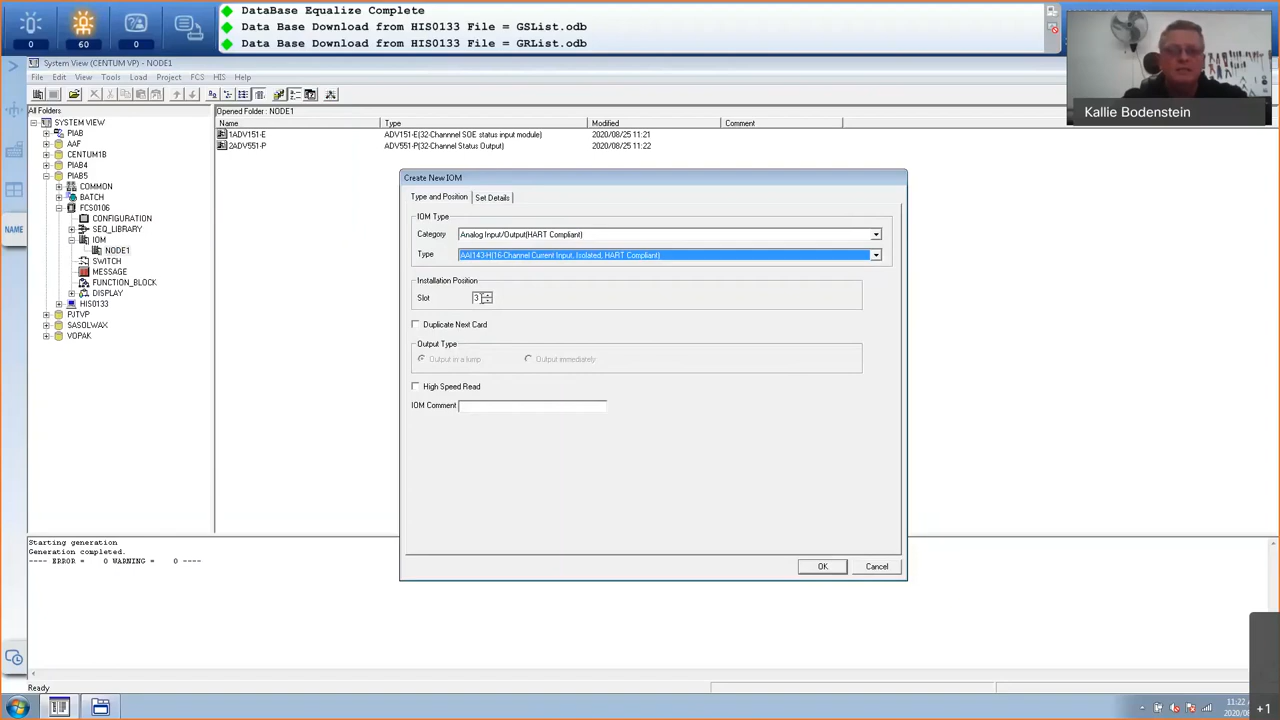 DataBase Equalize Complete
Data Base Download from HIS0133 File = GSList.odb
Data Base Download from HIS0133 File = GRList.odb
0
60
0
System View (CENTUM VP) - NODE1
File Edit View Tools Load Project FCS HIS Help
All Folders
SYSTEM VIEW
PIAB
AAF
CENTUM1B
PIAB4
PIAB5
COMMON
BATCH
FCS0106
CONFIGURATION
SEQ_LIBRARY
IOM
NODE1
SWITCH
MESSAGE
FUNCTION_BLOCK
DISPLAY
HIS0133
PJTVP
SASOLWAX
VOPAK
NAME
Opened Folder : NODE1
Name Type Modified Comment
1ADV151-E ADV151-E(32-Channnel SOE status input module) 2020/08/25 11:21
2ADV551-P ADV551-P(32-Channel Status Output) 2020/08/25 11:22
Kallie Bodenstein
Create New IOM
Type and Position Set Details
IOM Type
Category Analog Input/Output(HART Compliant)
Type AAI143-H(16-Channel Current Input, Isolated, HART Compliant)
Installation Position
Slot 3
Duplicate Next Card
Output Type
Output in a lump Output immediately
High Speed Read
IOM Comment
OK Cancel
Starting generation
Generation completed.
---- ERROR = 0 WARNING = 0 ----
Ready
11:22
+1